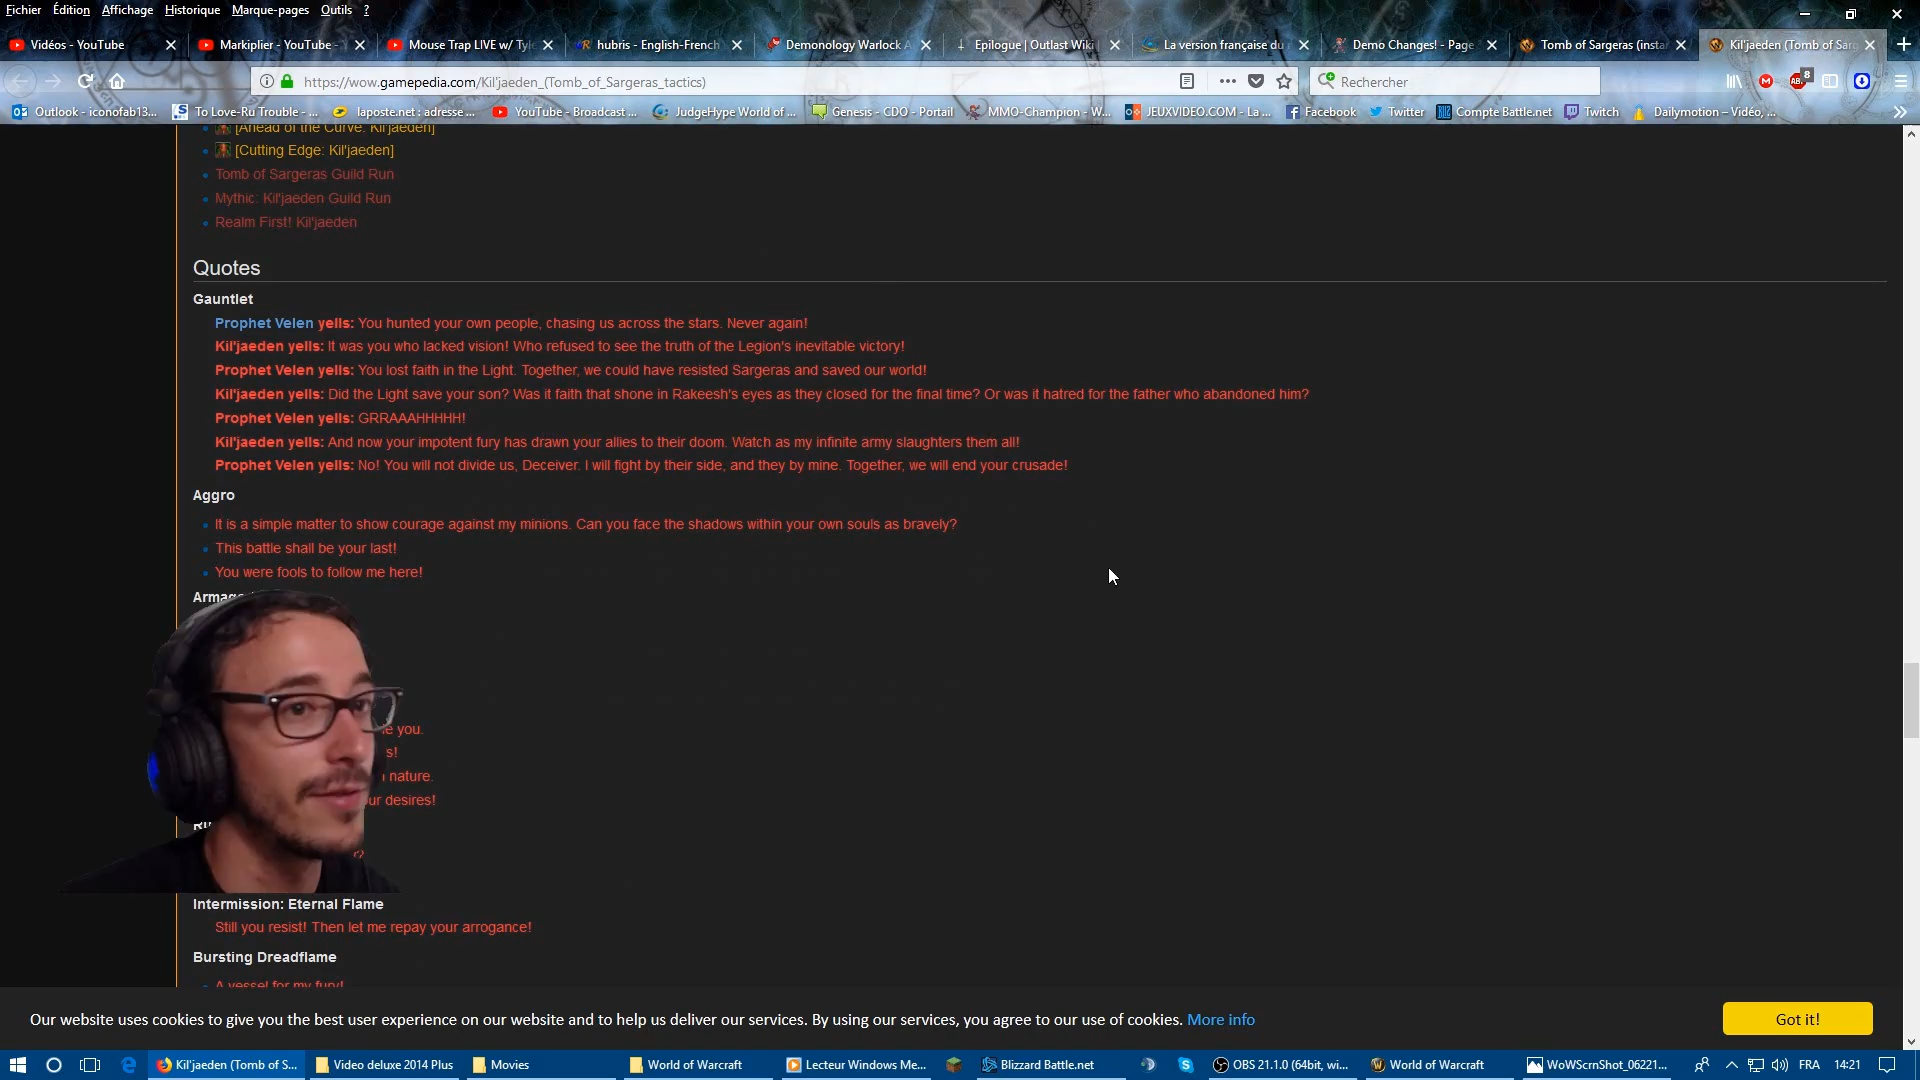 Fichier Édition Affichage Historique Marque-pages Outils ?
Vidéos - YouTube Markiplier - YouTube - Mouse Trap LIVE w/ Tyle hubris - English-French Demonology Warlock A Epilogue | Outlast Wiki La version française du Demo Changes! - Page Tomb of Sargeras (insta Kil'jaeden (Tomb of Sarg
https://wow.gamepedia.com/Kil'jaeden_(Tomb_of_Sargeras_tactics) Rechercher 8
Outlook - iconofab13... To Love-Ru Trouble - ... laposte.net : adresse ... YouTube - Broadcast ... JudgeHype World of ... Genesis - CDO - Portail MMO-Champion - W... JEUXVIDEO.COM - La ... Facebook Twitter Compte Battle.net Twitch Dailymotion – Vidéo, ...
[Ahead of the Curve: Kil'jaeden]
[Cutting Edge: Kil'jaeden]
Tomb of Sargeras Guild Run
Mythic: Kil'jaeden Guild Run
Realm First! Kil'jaeden
Quotes
Gauntlet
Prophet Velen yells: You hunted your own people, chasing us across the stars. Never again!
Kil'jaeden yells: It was you who lacked vision! Who refused to see the truth of the Legion's inevitable victory!
Prophet Velen yells: You lost faith in the Light. Together, we could have resisted Sargeras and saved our world!
Kil'jaeden yells: Did the Light save your son? Was it faith that shone in Rakeesh's eyes as they closed for the final time? Or was it hatred for the father who abandoned him?
Prophet Velen yells: GRRAAAHHHHH!
Kil'jaeden yells: And now your impotent fury has drawn your allies to their doom. Watch as my infinite army slaughters them all!
Prophet Velen yells: No! You will not divide us, Deceiver. I will fight by their side, and they by mine. Together, we will end your crusade!
Aggro
It is a simple matter to show courage against my minions. Can you face the shadows within your own souls as bravely?
This battle shall be your last!
You were fools to follow me here!
you.
nature.
desires!
Intermission: Eternal Flame
Still you resist! Then let me repay your arrogance!
Bursting Dreadflame
A vessel for my fury!
Our website uses cookies to give you the best user experience on our website and to help us deliver our services. By using our services, you agree to our use of cookies. More info Got it!
Kil'jaeden (Tomb of S... Video deluxe 2014 Plus Movies World of Warcraft Lecteur Windows Me... Blizzard Battle.net OBS 21.1.0 (64bit, wi... World of Warcraft WoWScrnShot_06221... FRA 14:21